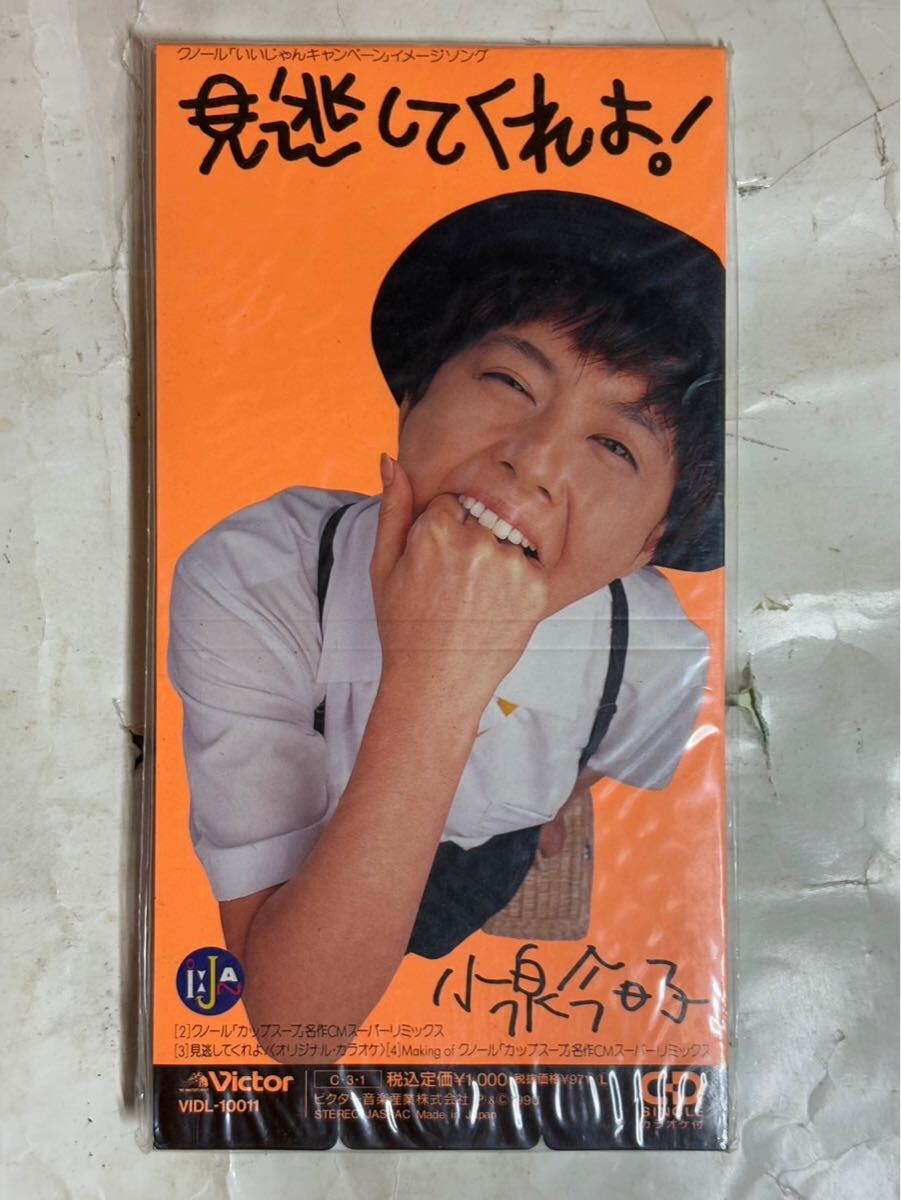 クノール「いいじゃんキャンペーン」イメージソング
見逃してくれよ!
小泉今日子
[2]クノール「カップスープ」名作CMスーパーリミックス
[3]見逃してくれよ!〈オリジナル・カラオケ〉[4]Making of クノール「カップスープ」名作CMスーパーリミックス
Victor
VIDL-10011
C・3・1 税込定価¥1,000 税抜価格¥971
ビクター音楽産業株式会社 Ⓟ&Ⓒ1990
STEREO JASRAC Made in Japan
CD
SINGLE
カラオケ付